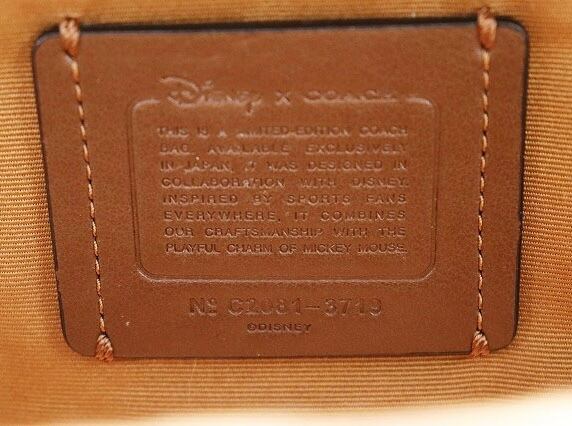 Disney X COACH
THIS IS A LIMITED-EDITION COACH
BAG, AVAILABLE EXCLUSIVELY
IN JAPAN. IT WAS DESIGNED IN
COLLABORATION WITH DISNEY.
INSPIRED BY SPORTS FANS
EVERYWHERE, IT COMBINES
OUR CRAFTSMANSHIP WITH THE
PLAYFUL CHARM OF MICKEY MOUSE.
Nº C2081-3719
©DISNEY